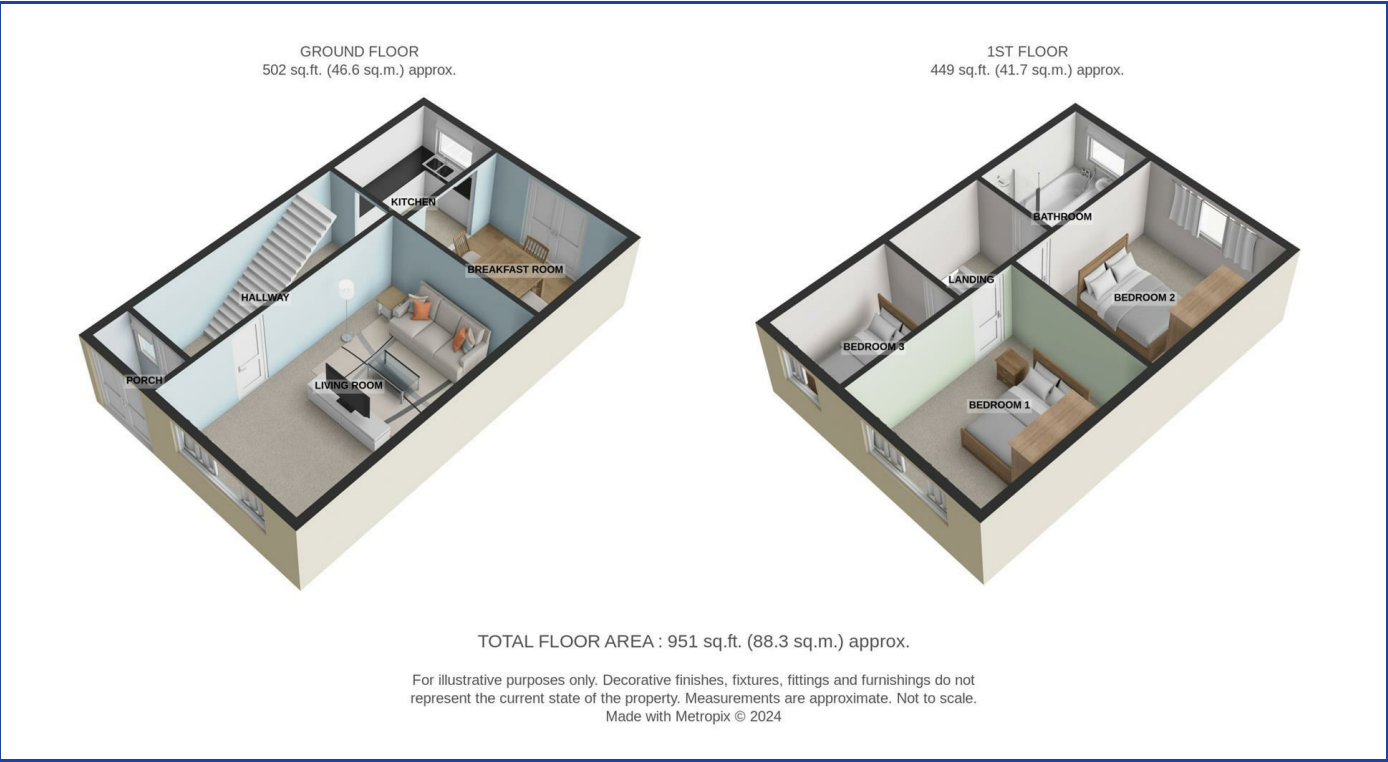 GROUND FLOOR
502 sq.ft. (46.6 sq.m.) approx.
KITCHEN
BREAKFAST ROOM
HALLWAY
PORCH
LIVING ROOM
1ST FLOOR
449 sq.ft. (41.7 sq.m.) approx.
BATHROOM
LANDING
BEDROOM 2
BEDROOM 3
BEDROOM 1
TOTAL FLOOR AREA : 951 sq.ft. (88.3 sq.m.) approx.
For illustrative purposes only. Decorative finishes, fixtures, fittings and furnishings do not
represent the current state of the property. Measurements are approximate. Not to scale.
Made with Metropix © 2024